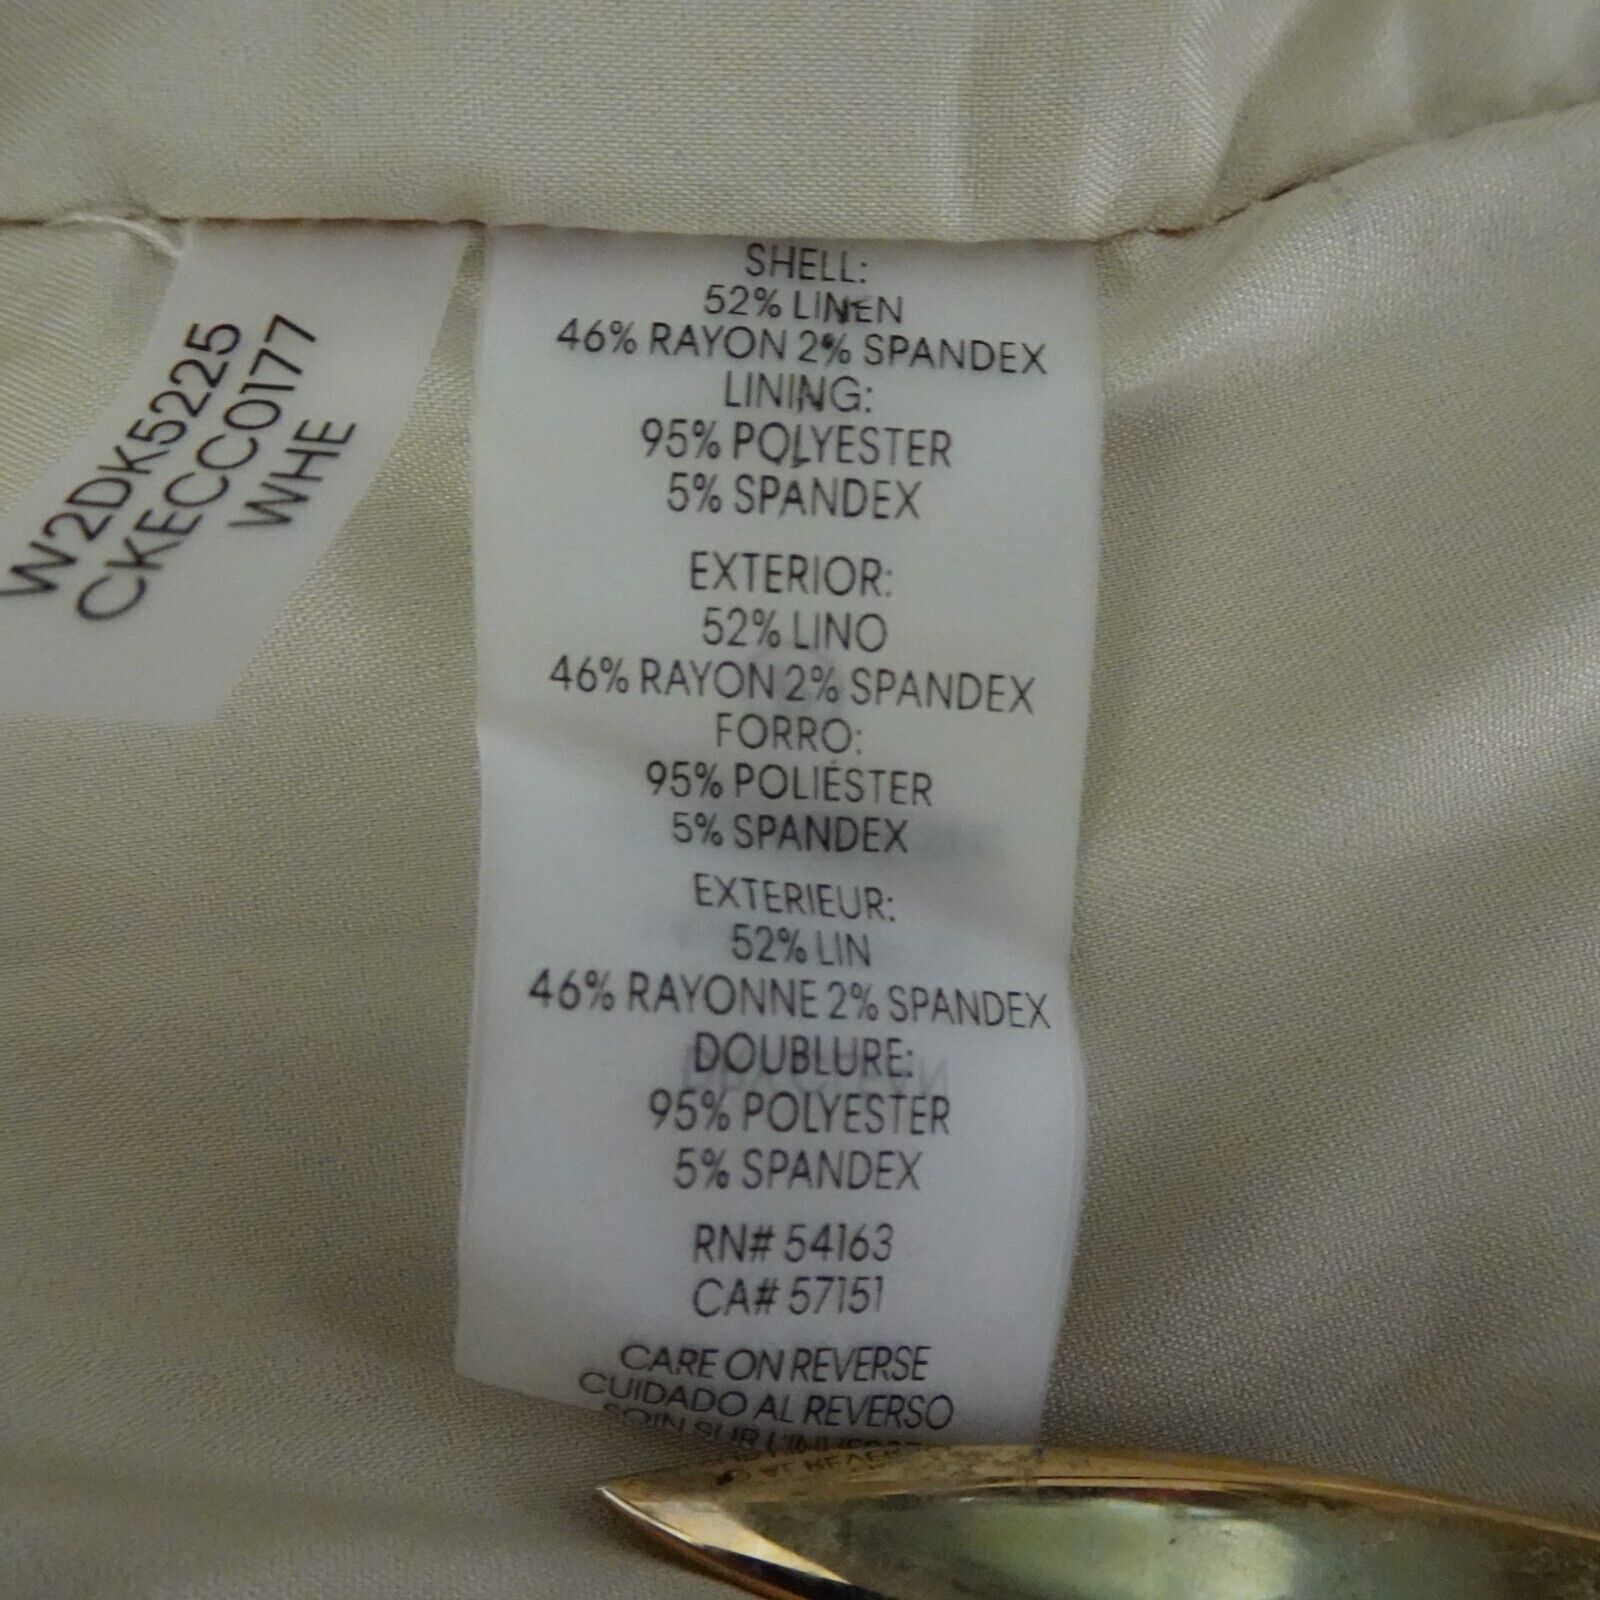 W2DK5225
CKECC0177
WHE
SHELL:
52% LINEN
46% RAYON 2% SPANDEX
LINING:
95% POLYESTER
5% SPANDEX
EXTERIOR:
52% LINO
46% RAYON 2% SPANDEX
FORRO:
95% POLIÉSTER
5% SPANDEX
EXTERIEUR:
52% LIN
46% RAYONNE 2% SPANDEX
DOUBLURE:
95% POLYESTER
5% SPANDEX
RN# 54163
CA# 57151
CARE ON REVERSE
CUIDADO AL REVERSO
SOIN SUR